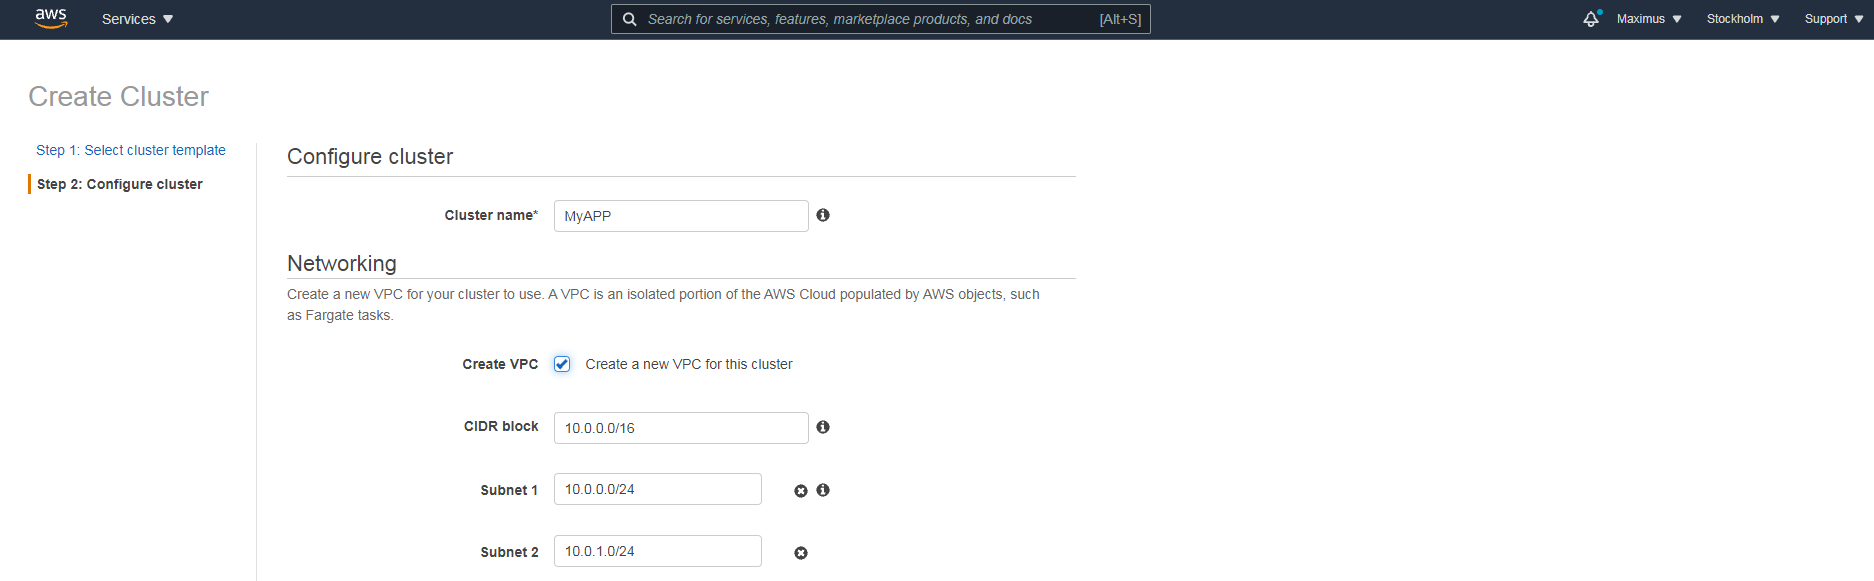 aws Services Search for services, features, marketplace products, and docs [Alt+S] Maximus Stockholm Support
Create Cluster
Step 1: Select cluster template
Step 2: Configure cluster
Configure cluster
Cluster name* MyAPP
Networking
Create a new VPC for your cluster to use. A VPC is an isolated portion of the AWS Cloud populated by AWS objects, such
as Fargate tasks.
Create VPC Create a new VPC for this cluster
CIDR block 10.0.0.0/16
Subnet 1 10.0.0.0/24
Subnet 2 10.0.1.0/24